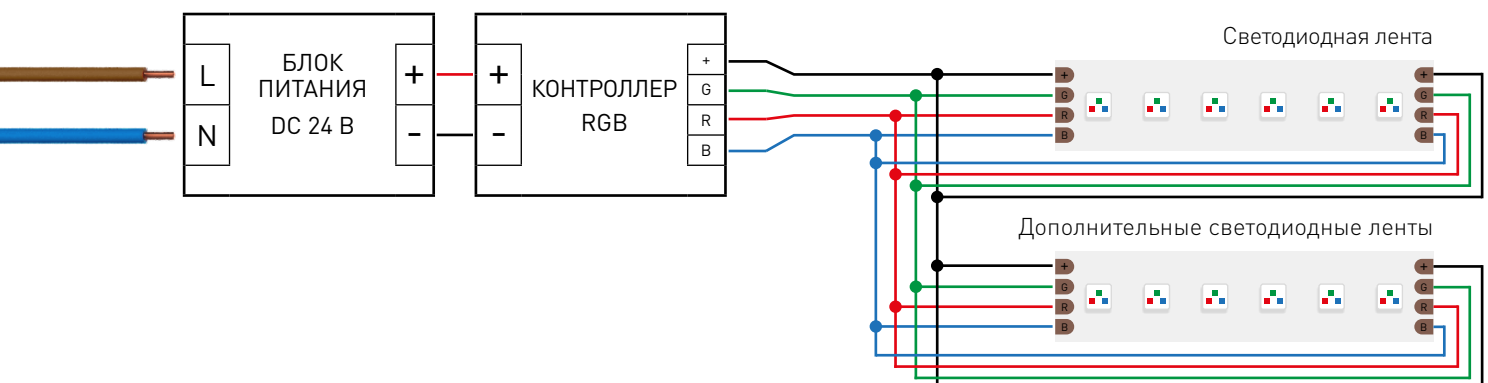 Светодиодная лента
L
N
БЛОК
ПИТАНИЯ
DC 24 В
+
-
+
-
КОНТРОЛЛЕР
RGB
+
G
R
B
+
G
R
B
+
G
R
B
Дополнительные светодиодные ленты
+
G
R
B
+
G
R
B